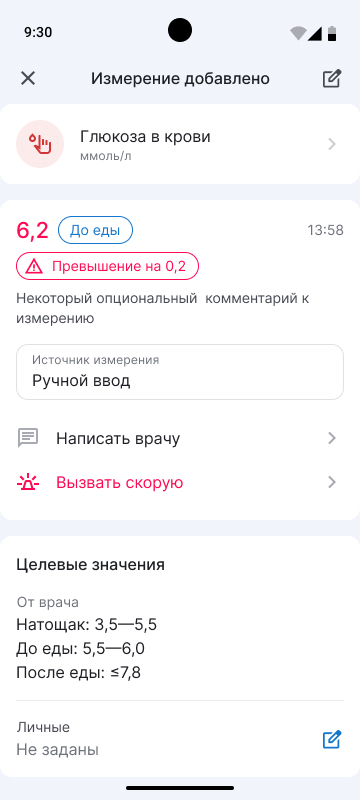 9:30
Измерение добавлено
Глюкоза в крови
ммоль/л
6,2 До еды 13:58
Превышение на 0,2
Некоторый опциональный  комментарий к
измерению
Источник измерения
Ручной ввод
Написать врачу
Вызвать скорую
Целевые значения
От врача
Натощак: 3,5—5,5
До еды: 5,5—6,0
После еды: ≤7,8
Личные
Не заданы